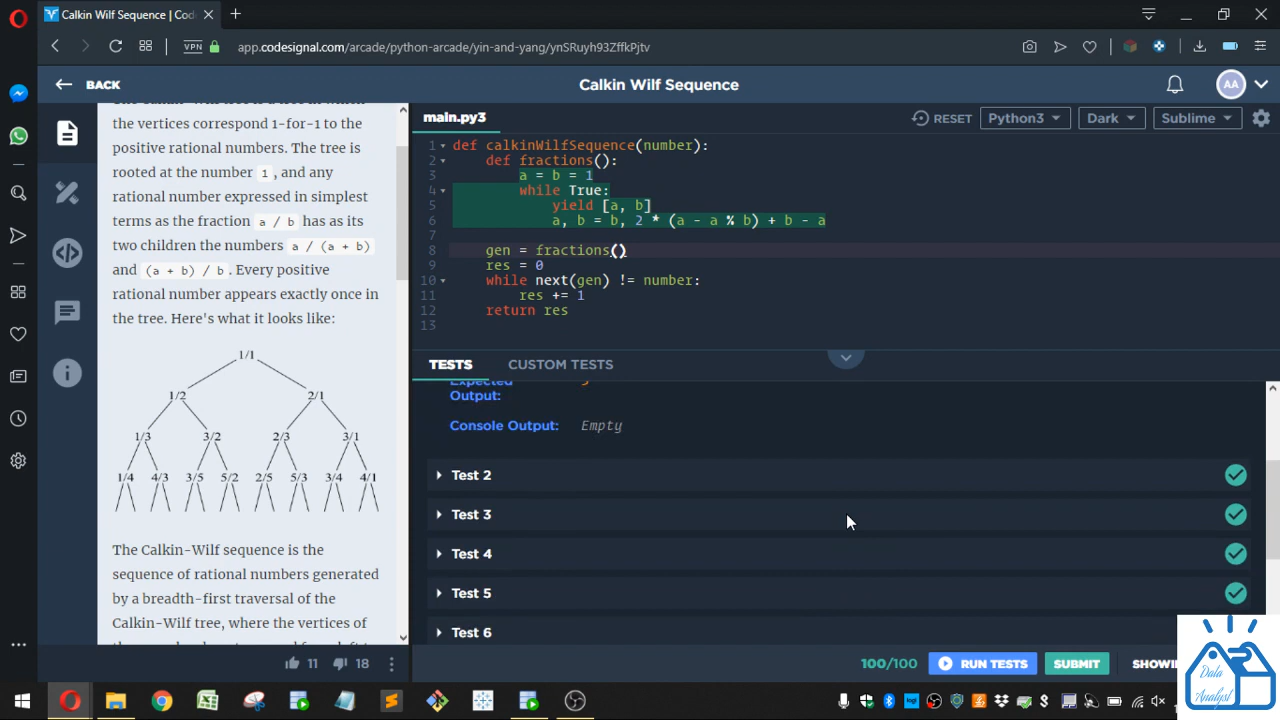 Calkin Wilf Sequence | Cod
VPN
app.codesignal.com/arcade/python-arcade/yin-and-yang/ynSRuyh93ZffkPjtv
BACK
Calkin Wilf Sequence
AA
the vertices correspond 1-for-1 to the
positive rational numbers. The tree is
rooted at the number 1 , and any
rational number expressed in simplest
terms as the fraction a / b has as its
two children the numbers a / (a + b)
and (a + b) / b . Every positive
rational number appears exactly once in
the tree. Here's what it looks like:
1/1
1/2 2/1
1/3 3/2 2/3 3/1
1/4 4/3 3/5 5/2 2/5 5/3 3/4 4/1
The Calkin-Wilf sequence is the
sequence of rational numbers generated
by a breadth-first traversal of the
Calkin-Wilf tree, where the vertices of
11 18
main.py3
RESET
Python3
Dark
Sublime
1 def calkinWilfSequence(number):
2 def fractions():
3 a = b = 1
4 while True:
5 yield [a, b]
6 a, b = b, 2 * (a - a % b) + b - a
7
8 gen = fractions()
9 res = 0
10 while next(gen) != number:
11 res += 1
12 return res
13
TESTS CUSTOM TESTS
Expected
Output:
Console Output: Empty
Test 2
Test 3
Test 4
Test 5
Test 6
100/100
RUN TESTS
SUBMIT
SHOWI
Data
Analyst